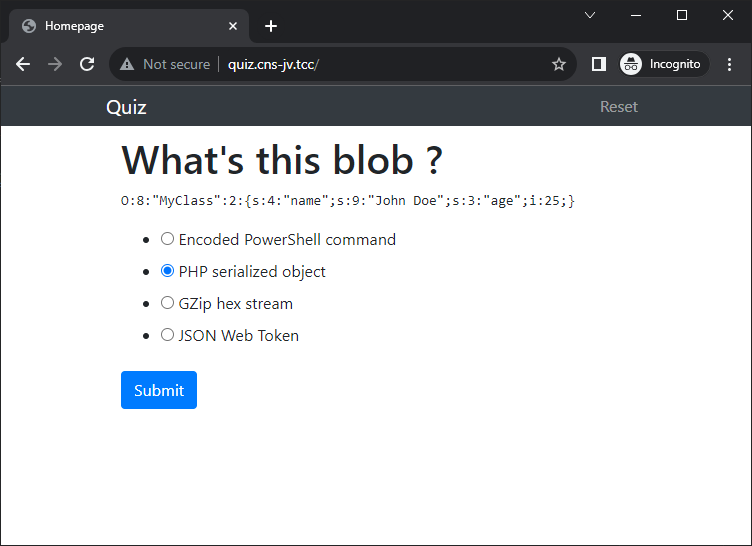 Homepage
Not secure quiz.cns-jv.tcc/ Incognito
Quiz Reset
What's this blob ?
O:8:"MyClass":2:{s:4:"name";s:9:"John Doe";s:3:"age";i:25;}
Encoded PowerShell command
PHP serialized object
GZip hex stream
JSON Web Token
Submit